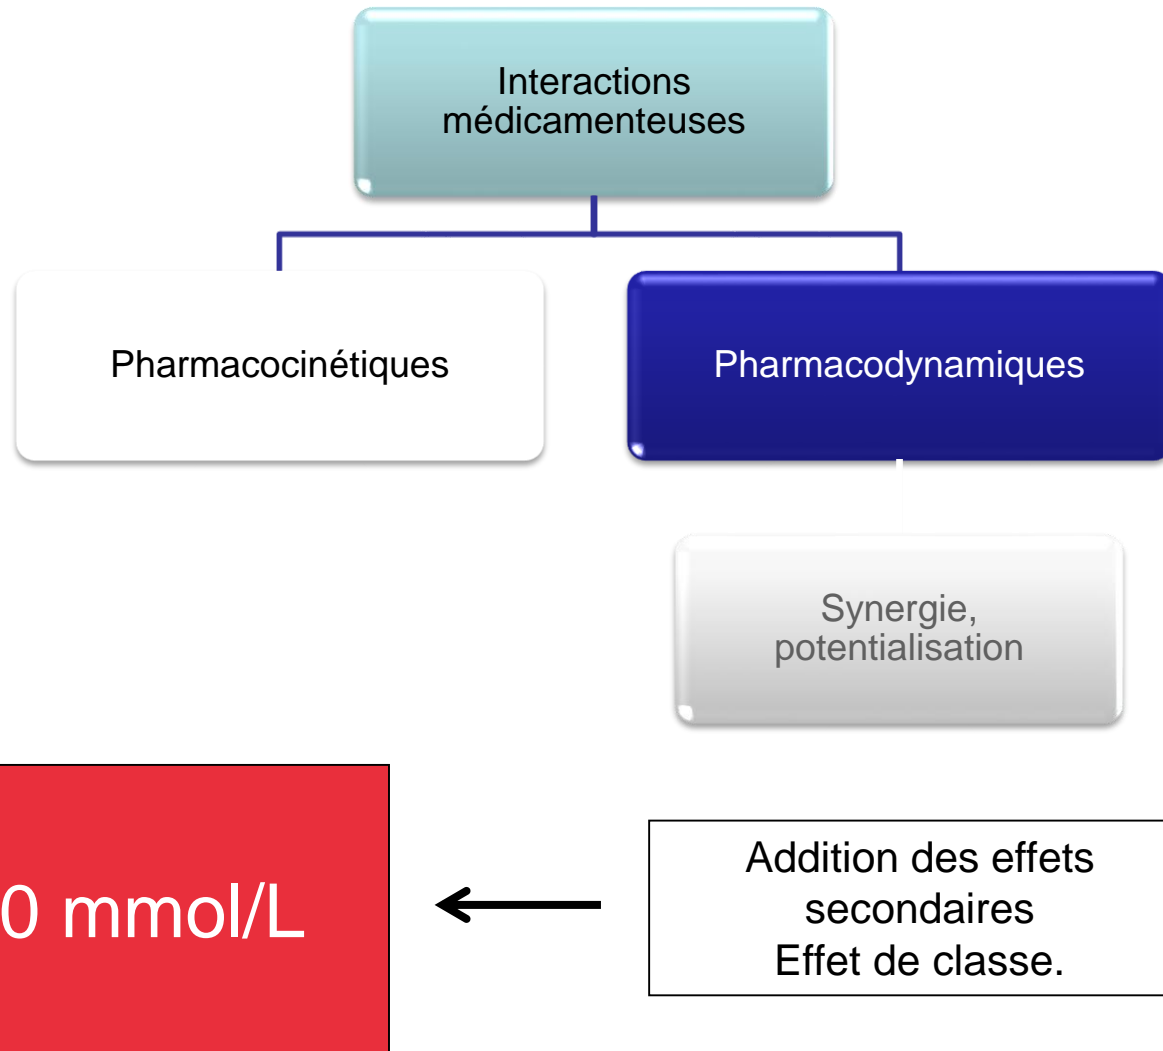 Interactions
médicamenteuses
Pharmacocinétiques
Pharmacodynamiques
Synergie,
potentialisation
0 mmol/L
Addition des effets
secondaires
Effet de classe.